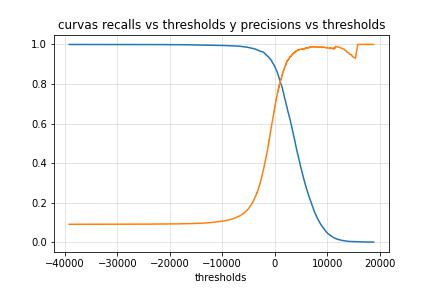 curvas recalls vs thresholds y precisions vs thresholds
1.0
0.8
0.6
0.4
0.2
0.0
−40000 −30000 −20000 −10000 0 10000 20000
thresholds